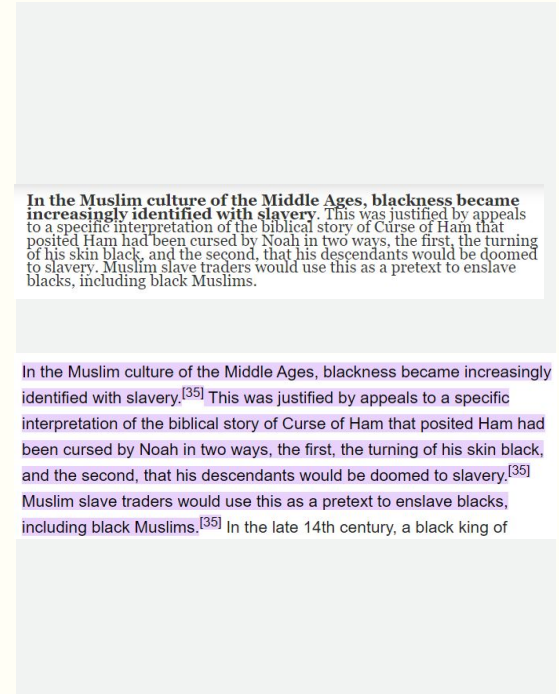 In the Muslim culture of the Middle Ages, blackness became
increasingly identified with slavery. This was justified by appeals
to a specific interpretation of the biblical story of Curse of Ham that
posited Ham had been cursed by Noah in two ways, the first, the turning
of his skin black, and the second, that his descendants would be doomed
to slavery. Muslim slave traders would use this as a pretext to enslave
blacks, including black Muslims.
In the Muslim culture of the Middle Ages, blackness became increasingly
identified with slavery.[35] This was justified by appeals to a specific
interpretation of the biblical story of Curse of Ham that posited Ham had
been cursed by Noah in two ways, the first, the turning of his skin black,
and the second, that his descendants would be doomed to slavery.[35]
Muslim slave traders would use this as a pretext to enslave blacks,
including black Muslims.[35] In the late 14th century, a black king of